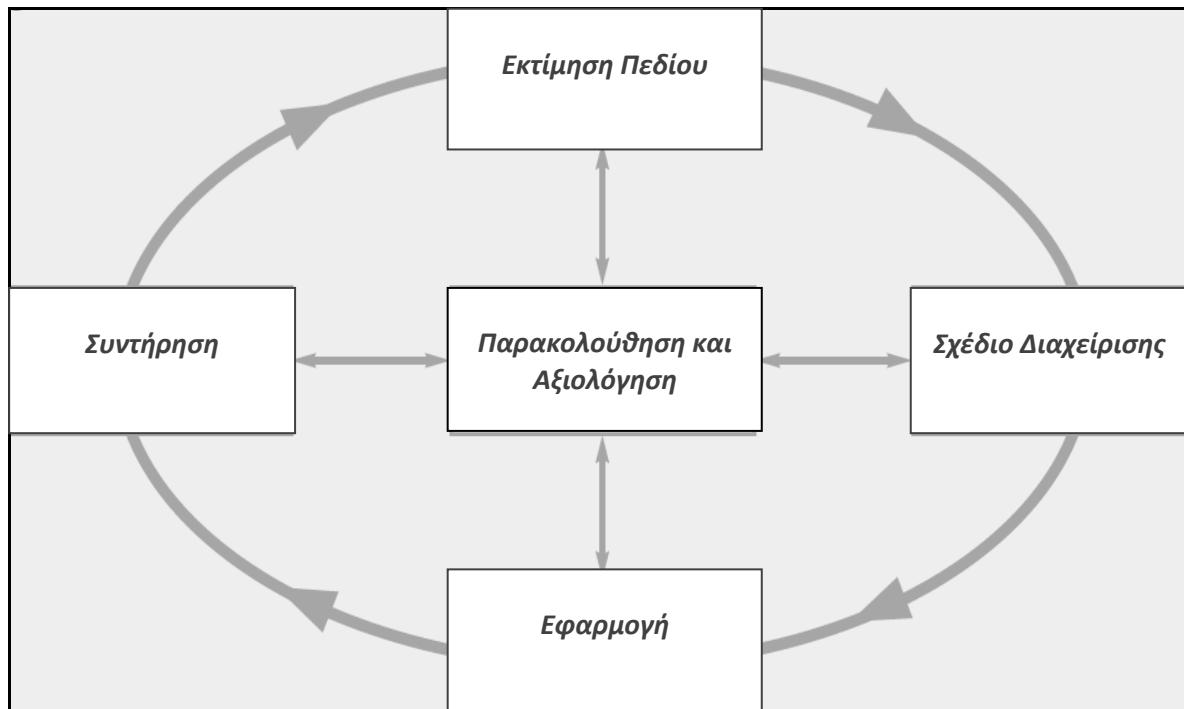 Εκτίμηση Πεδίου
Συντήρηση
Παρακολούθηση και
Αξιολόγηση
Σχέδιο Διαχείρισης
Εφαρμογή